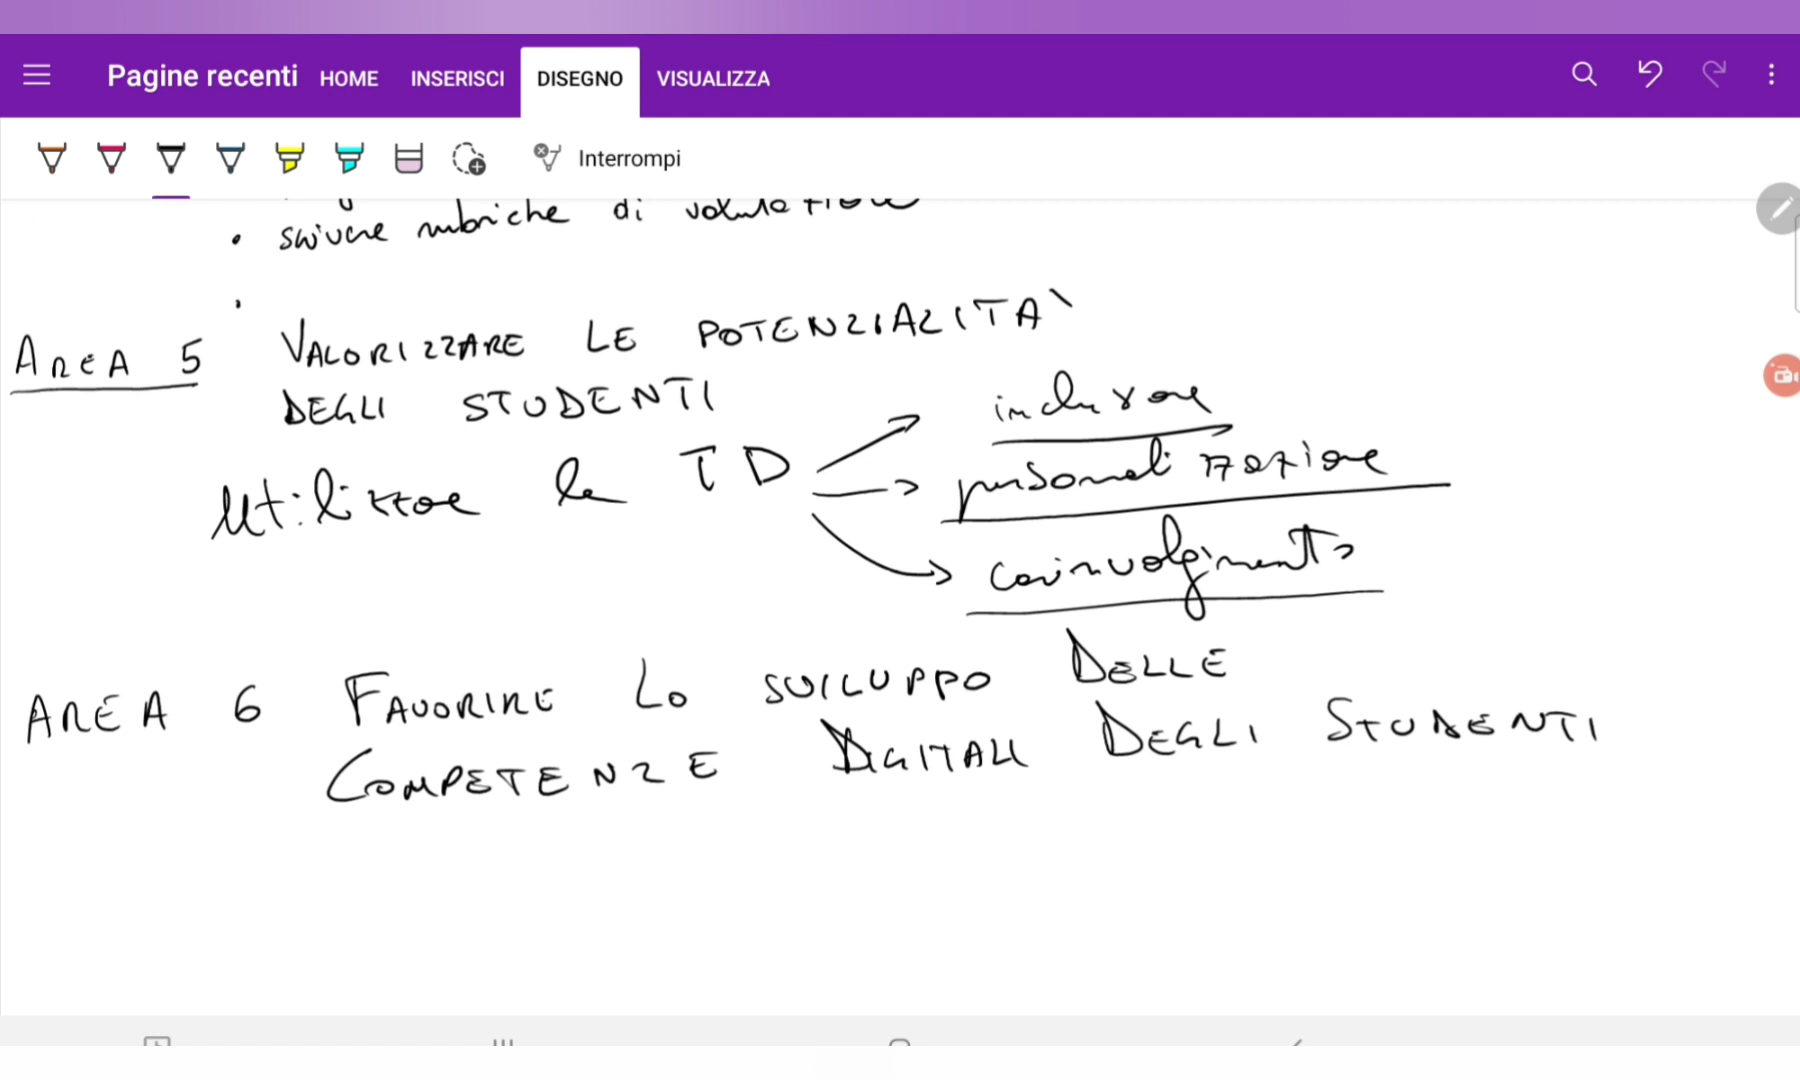 Pagine recenti HOME INSERISCI DISEGNO VISUALIZZA
Interrompi
• scrivere rubriche di valutazione
AREA 5 VALORIZZARE LE POTENZIALITA'
DEGLI STUDENTI
Utilizzare le TD
inclusione
personalizzazione
coinvolgimento
AREA 6 FAVORIRE LO SVILUPPO DELLE
COMPETENZE DIGITALI DEGLI STUDENTI